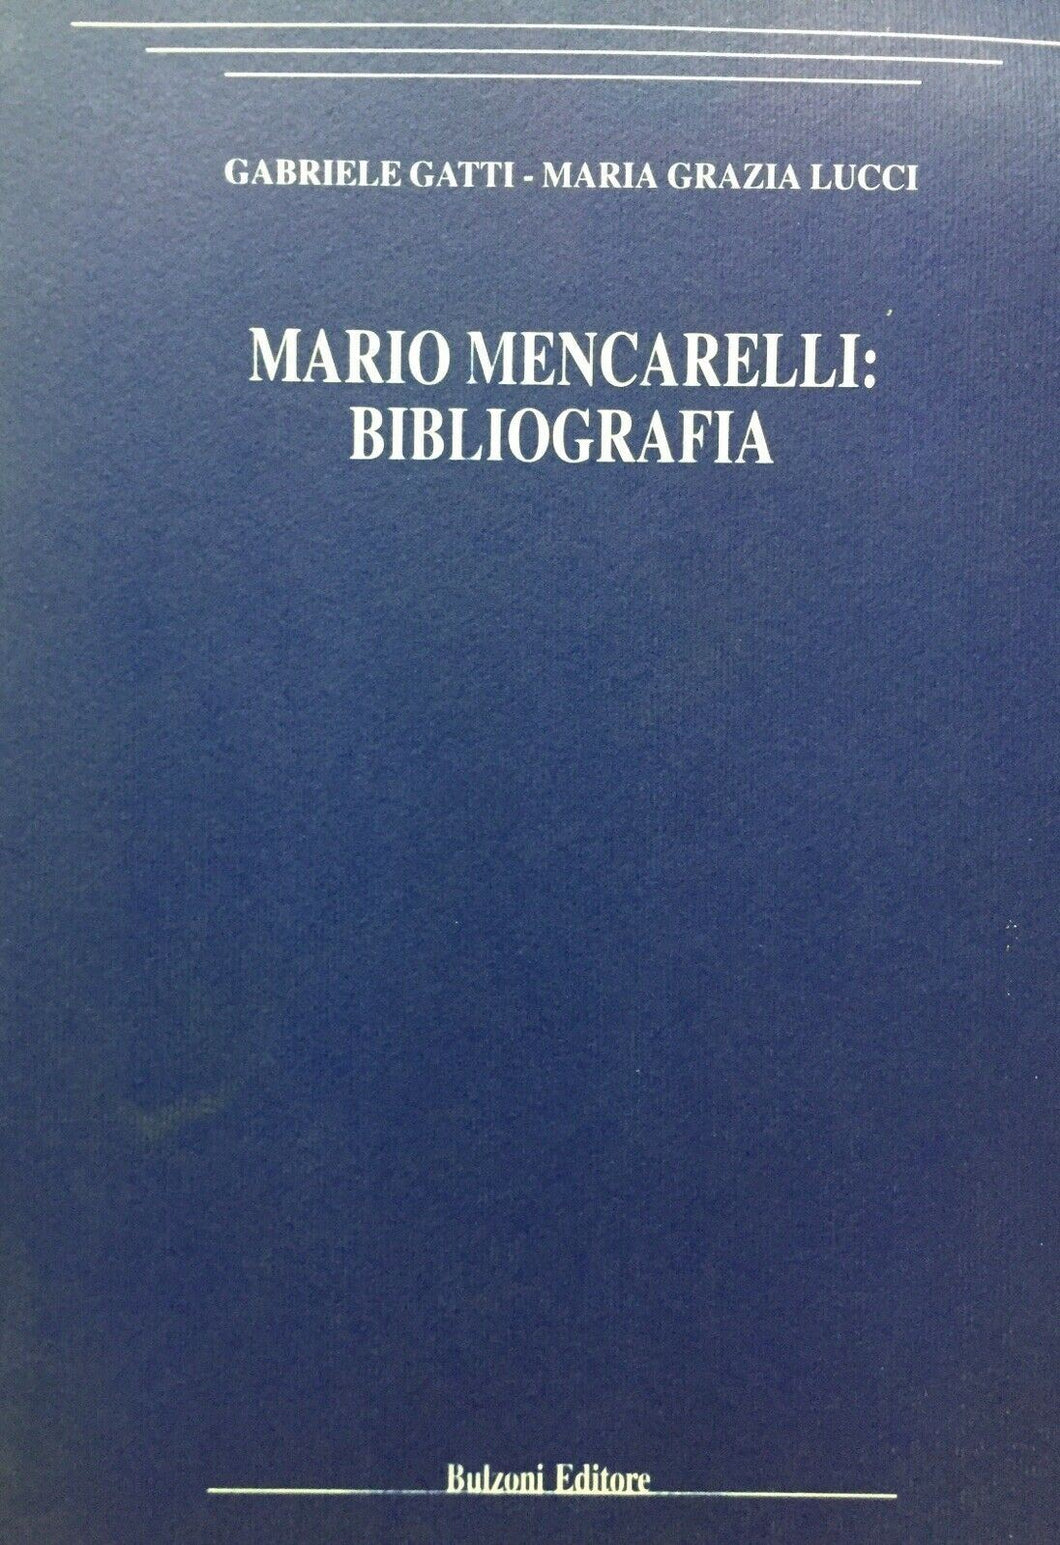 GABRIELE GATTI - MARIA GRAZIA LUCCI
MARIO MENCARELLI:
BIBLIOGRAFIA
Bulzoni Editore